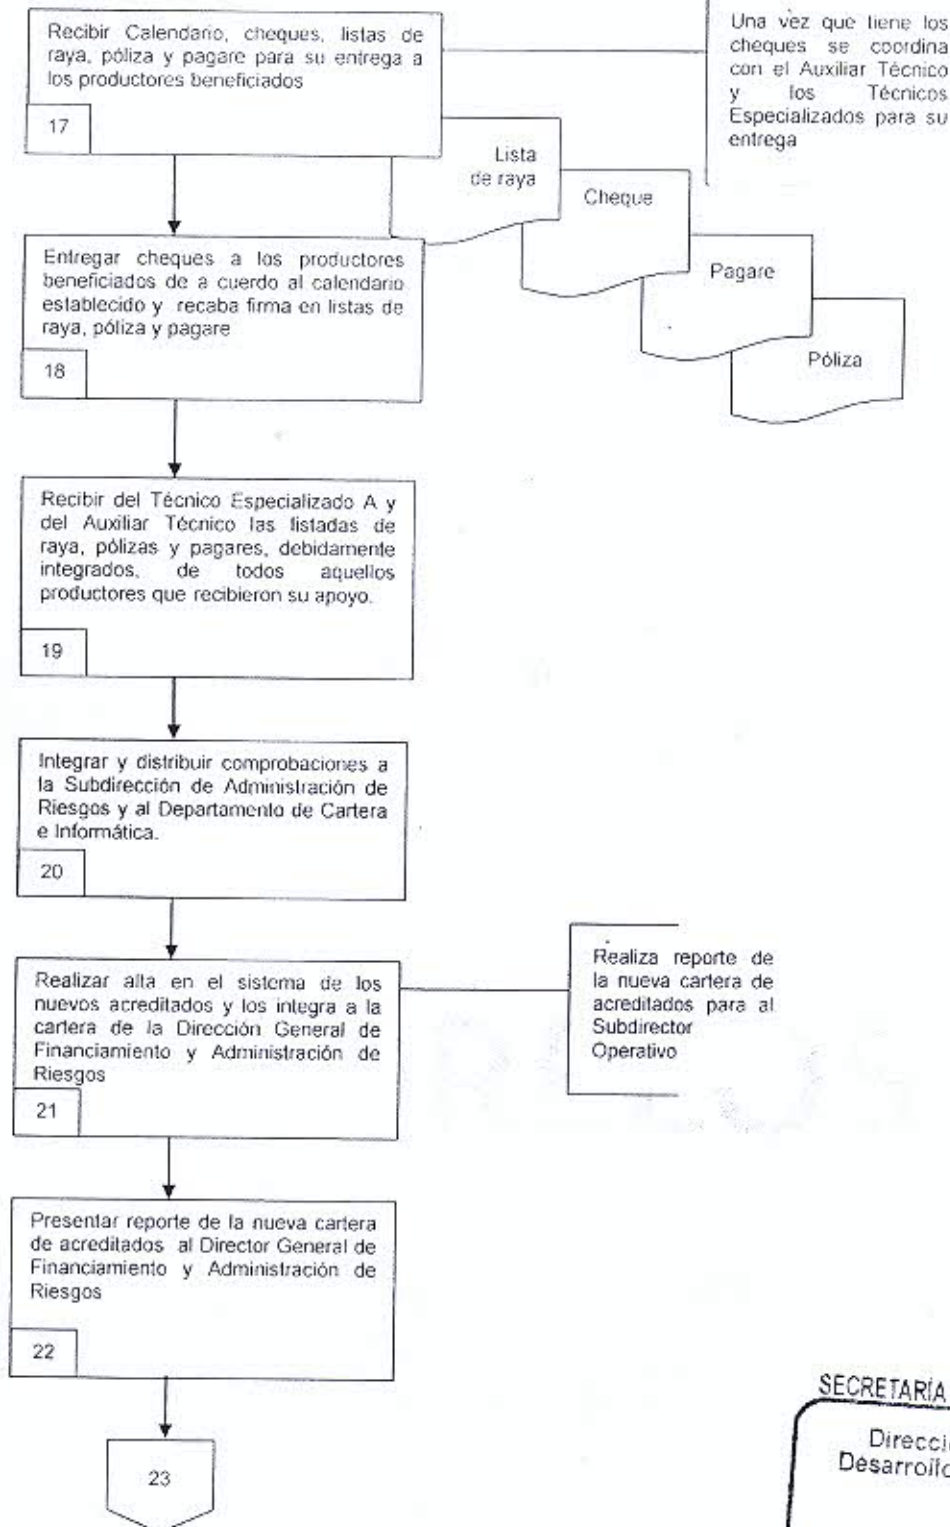 Recibir Calendario, cheques, listas de
raya, póliza y pagare para su entrega a
los productores beneficiados
17
Una vez que tiene los
cheques se coordina
con el Auxiliar Técnico
y los Técnicos
Especializados para su
entrega
Lista
de raya
Cheque
Pagare
Póliza
Entregar cheques a los productores
beneficiados de a cuerdo al calendario
establecido y recaba firma en listas de
raya, póliza y pagare
18
Recibir del Técnico Especializado A y
del Auxiliar Técnico las listadas de
raya, pólizas y pagares, debidamente
integrados, de todos aquellos
productores que recibieron su apoyo.
19
Integrar y distribuir comprobaciones a
la Subdirección de Administración de
Riesgos y al Departamento de Cartera
e Informática.
20
Realizar alta en el sistema de los
nuevos acreditados y los integra a la
cartera de la Dirección General de
Financiamiento y Administración de
Riesgos
21
Realiza reporte de
la nueva cartera de
acreditados para al
Subdirector
Operativo
Presentar reporte de la nueva cartera
de acreditados al Director General de
Financiamiento y Administración de
Riesgos
22
23
SECRETARÍA
Direcci
Desarrollo